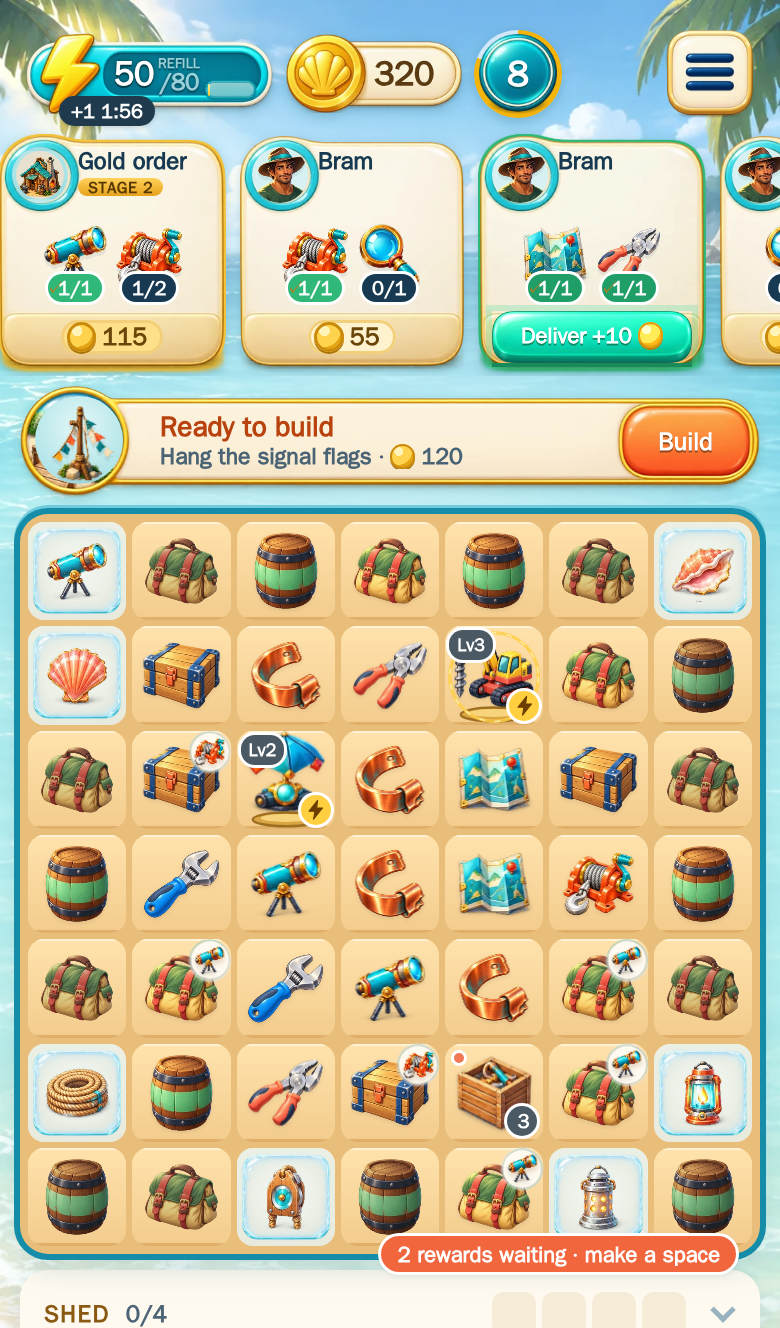 50 REFILL /80
+1 1:56
320
8
Gold order
STAGE 2
1/1
1/2
115
Bram
1/1
0/1
55
Bram
1/1
1/1
Deliver +10
Ready to build
Hang the signal flags · 120
Build
Lv3
Lv2
3
2 rewards waiting · make a space
SHED 0/4